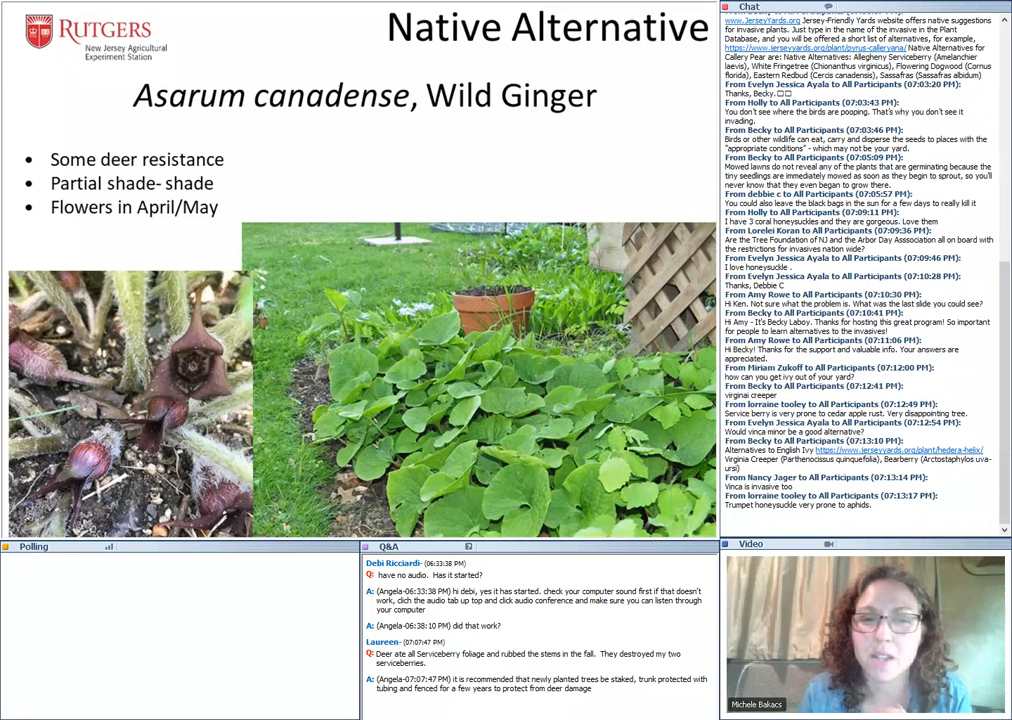 RUTGERS
New Jersey Agricultural
Experiment Station
Native Alternative
Asarum canadense, Wild Ginger
• Some deer resistance
• Partial shade- shade
• Flowers in April/May
Chat
www.JerseyYards.org Jersey-Friendly Yards website offers native suggestions
for invasive plants. Just type in the name of the invasive in the Plant
Database, and you will be offered a short list of alternatives, for example,
https://www.jerseyyards.org/plant/pyrus-calleryana/ Native Alternatives for
Callery Pear are: Native Alternatives: Allegheny Serviceberry (Amelanchier
laevis), White Fringetree (Chionanthus virginicus), Flowering Dogwood (Cornus
florida), Eastern Redbud (Cercis canadensis), Sassafras (Sassafras albidum)
From Evelyn Jessica Ayala to All Participants (07:03:20 PM):
Thanks, Becky.
From Holly to All Participants (07:03:43 PM):
You don't see where the birds are pooping. That's why you don't see it
invading.
From Becky to All Participants (07:03:46 PM):
Birds or other wildlife can eat, carry and disperse the seeds to places with the
"appropriate conditions" - which may not be your yard.
From Becky to All Participants (07:05:09 PM):
Mowed lawns do not reveal any of the plants that are germinating because the
tiny seedlings are immediately mowed as soon as they begin to sprout, so you'll
never know that they even began to grow there.
From debbie c to All Participants (07:05:57 PM):
You could also leave the black bags in the sun for a few days to really kill it
From Holly to All Participants (07:09:11 PM):
I have 3 coral honeysuckles and they are gorgeous. Love them
From Lorelei Koran to All Participants (07:09:36 PM):
Are the Tree Foundation of NJ and the Arbor Day Asssociation all on board with
the restrictions for invasives nation wide?
From Evelyn Jessica Ayala to All Participants (07:09:46 PM):
I love honeysuckle .
From Evelyn Jessica Ayala to All Participants (07:10:28 PM):
Thanks, Debbie C
From Amy Rowe to All Participants (07:10:30 PM):
Hi Ken. Not sure what the problem is. What was the last slide you could see?
From Becky to All Participants (07:10:41 PM):
Hi Amy - It's Becky Laboy. Thanks for hosting this great program! So important
for people to learn alternatives to the invasives!
From Amy Rowe to All Participants (07:11:06 PM):
Hi Becky! Thanks for the support and valuable info. Your answers are
appreciated.
From Miriam Zukoff to All Participants (07:12:00 PM):
how can you get ivy out of your yard?
From Becky to All Participants (07:12:41 PM):
virginai creeper
From lorraine tooley to All Participants (07:12:49 PM):
Service berry is very prone to cedar apple rust. Very disappointing tree.
From Evelyn Jessica Ayala to All Participants (07:12:54 PM):
Would vinca minor be a good alternative?
From Becky to All Participants (07:13:10 PM):
Alternatives to English Ivy https://www.jerseyyards.org/plant/hedera-helix/
Virginia Creeper (Parthenocissus quinquefolia), Bearberry (Arctostaphylos uva-
ursi)
From Nancy Jager to All Participants (07:13:14 PM):
Vinca is invasive too
From lorraine tooley to All Participants (07:13:17 PM):
Trumpet honeysuckle very prone to aphids.
Polling
Q&A
Debi Ricciardi- (06:33:38 PM)
Q: have no audio. Has it started?
A: (Angela-06:33:38 PM) hi debi, yes it has started. check your computer sound first if that doesn't
work, clich the audio tab up top and click audio conference and make sure you can listen through
your computer
A: (Angela-06:38:10 PM) did that work?
Laureen- (07:07:47 PM)
Q: Deer ate all Serviceberry foliage and rubbed the stems in the fall. They destroyed my two
serviceberries.
A: (Angela-07:07:47 PM) it is recommended that newly planted trees be staked, trunk protected with
tubing and fenced for a few years to protect from deer damage
Video
Michele Bakacs